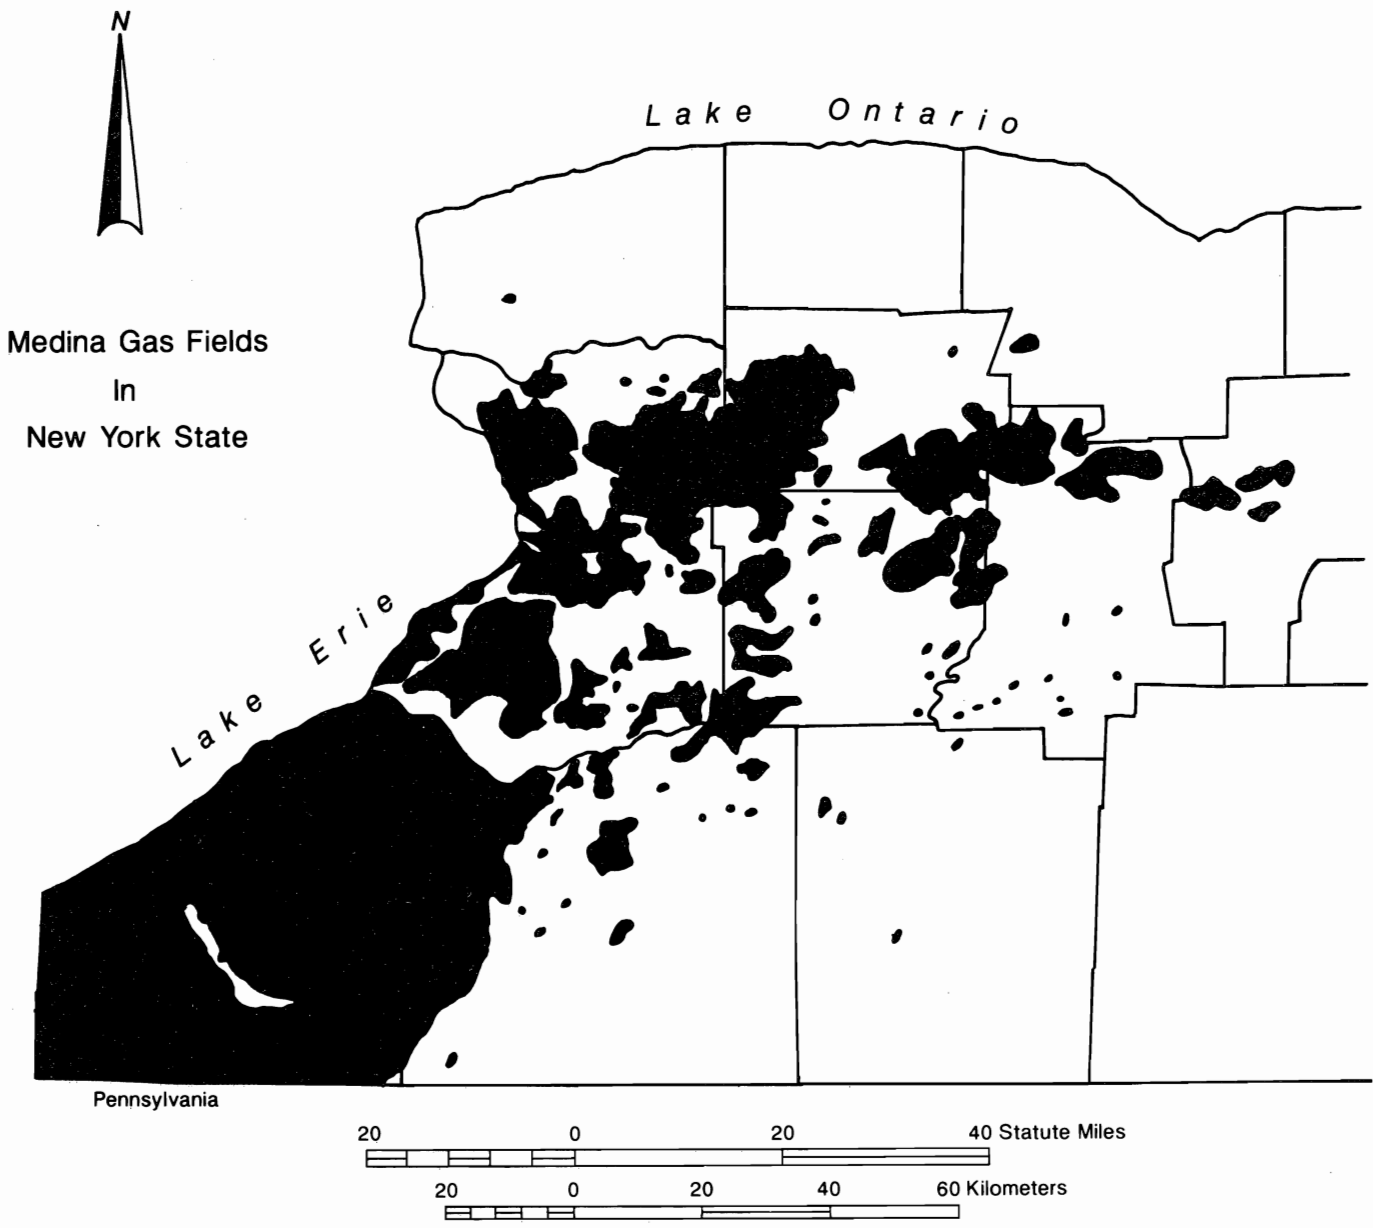 N
Lake Ontario
Medina Gas Fields
In
New York State
Lake Erie
Pennsylvania
20 0 20 40 Statute Miles
20 0 20 40 60 Kilometers